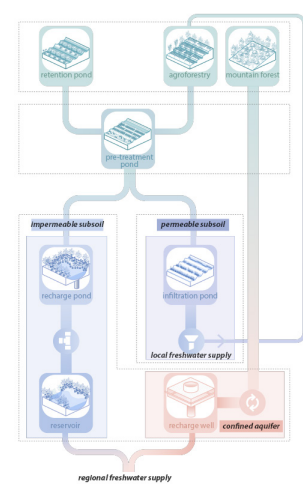 retention pond
agroforestry
mountain forest
pre-treatment
pond
impermeable subsoil
permeable subsoil
recharge pond
infiltration pond
local freshwater supply
reservoir
recharge well
confined aquifer
regional freshwater supply